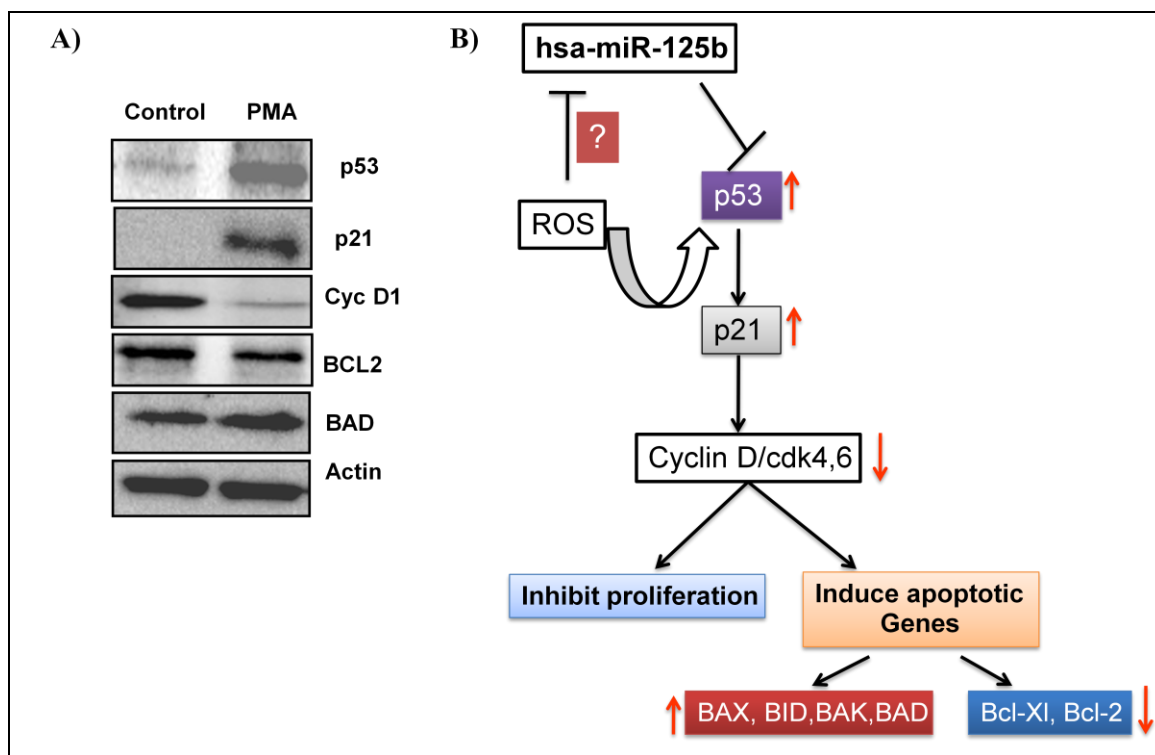 A)
Control PMA
p53
p21
Cyc D1
BCL2
BAD
Actin
B)
hsa-miR-125b
?
p53
ROS
p21
Cyclin D/cdk4,6
Inhibit proliferation
Induce apoptotic
Genes
BAX, BID,BAK,BAD
Bcl-Xl, Bcl-2